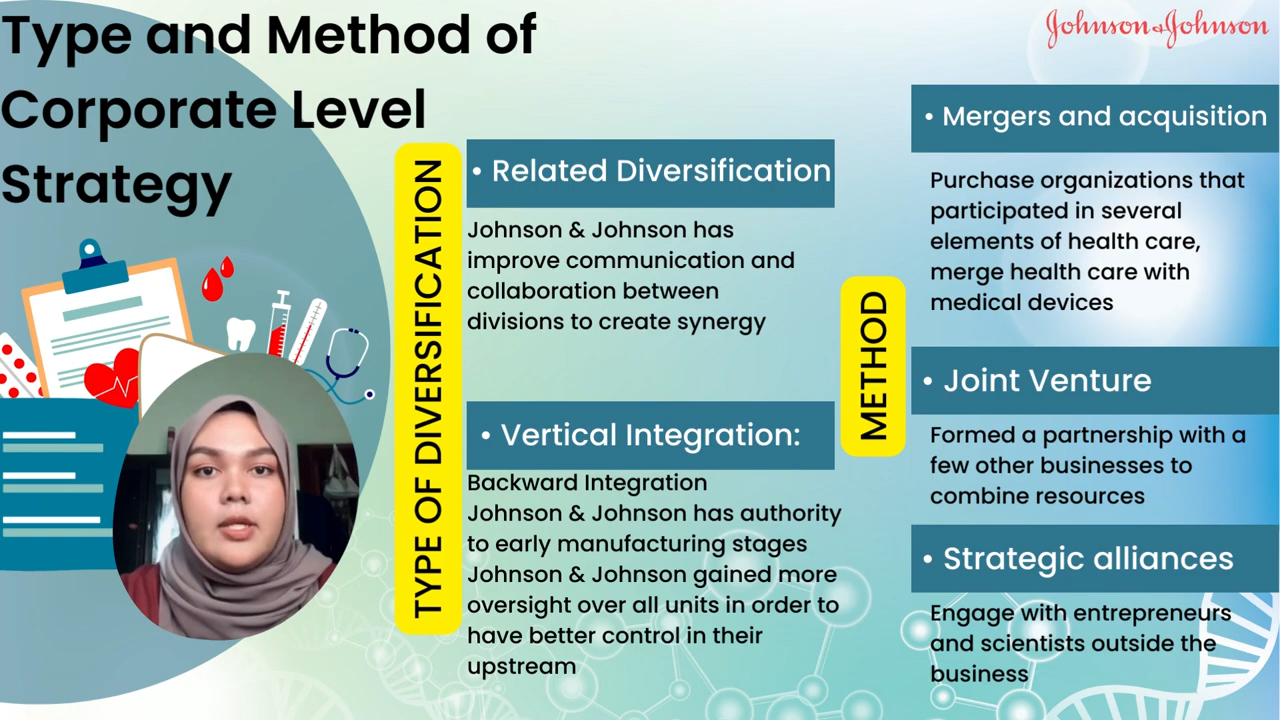 Type and Method of
Corporate Level
Strategy
Johnson & Johnson
TYPE OF DIVERSIFICATION
• Related Diversification
Johnson & Johnson has
improve communication and
collaboration between
divisions to create synergy
• Vertical Integration:
Backward Integration
Johnson & Johnson has authority
to early manufacturing stages
Johnson & Johnson gained more
oversight over all units in order to
have better control in their
upstream
METHOD
• Mergers and acquisition
Purchase organizations that
participated in several
elements of health care,
merge health care with
medical devices
• Joint Venture
Formed a partnership with a
few other businesses to
combine resources
• Strategic alliances
Engage with entrepreneurs
and scientists outside the
business